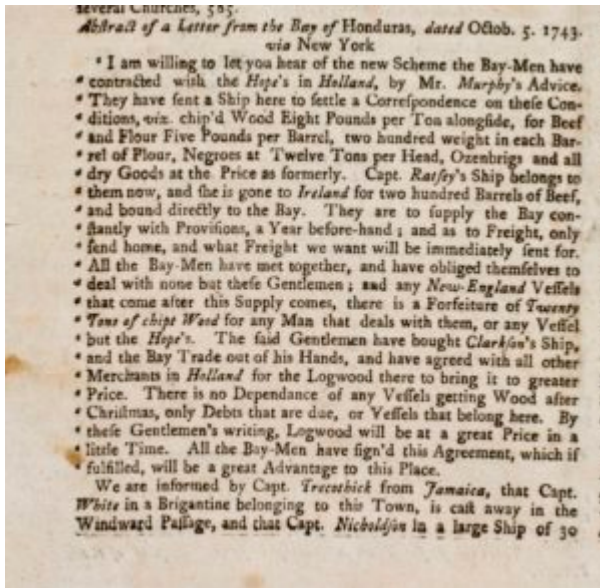 several Churches, 585.
Abstract of a Letter from the Bay of Honduras, dated Octob. 5. 1743.
via New York
' I am willing to let you hear of the new Scheme the Bay-Men have
' contracted with the Hope's in Holland, by Mr. Murphy's Advice.
' They have ſent a Ship here to ſettle a Correſpondence on theſe Con-
' ditions, viz. chip'd Wood Eight Pounds per Ton alongſide, for Beef
' and Flour Five Pounds per Barrel, two hundred weight in each Bar-
' rel of Flour, Negroes at Twelve Tons per Head, Ozenbrigs and all
' dry Goods at the Price as formerly. Capt. Ratſey's Ship belongs to
' them now, and ſhe is gone to Ireland for two hundred Barrels of Beef,
' and bound directly to the Bay. They are to ſupply the Bay con-
' ſtantly with Proviſions, a Year before-hand ; and as to Freight, only
' ſend home, and what Freight we want will be immediately ſent for.
' All the Bay-Men have met together, and have obliged themſelves to
' deal with none but theſe Gentlemen ; and any New-England Veſſels
' that come after this Supply comes, there is a Forfeiture of Twenty
' Tons of chipt Wood for any Man that deals with them, or any Veſſel
' but the Hope's. The ſaid Gentlemen have bought Clarkſon's Ship,
' and the Bay Trade out of his Hands, and have agreed with all other
' Merchants in Holland for the Logwood there to bring it to greater
' Price. There is no Dependance of any Veſſels getting Wood after
' Chriſtmas, only Debts that are due, or Veſſels that belong here. By
' theſe Gentlemen's writing, Logwood will be at a great Price in a
' little Time. All the Bay-Men have ſign'd this Agreement, which if
' fulfilled, will be a great Advantage to this Place.
We are informed by Capt. Trecothick from Jamaica, that Capt.
White in a Brigantine belonging to this Town, is caſt away in the
Windward Paſſage, and that Capt. Nicholdſon in a large Ship of 30